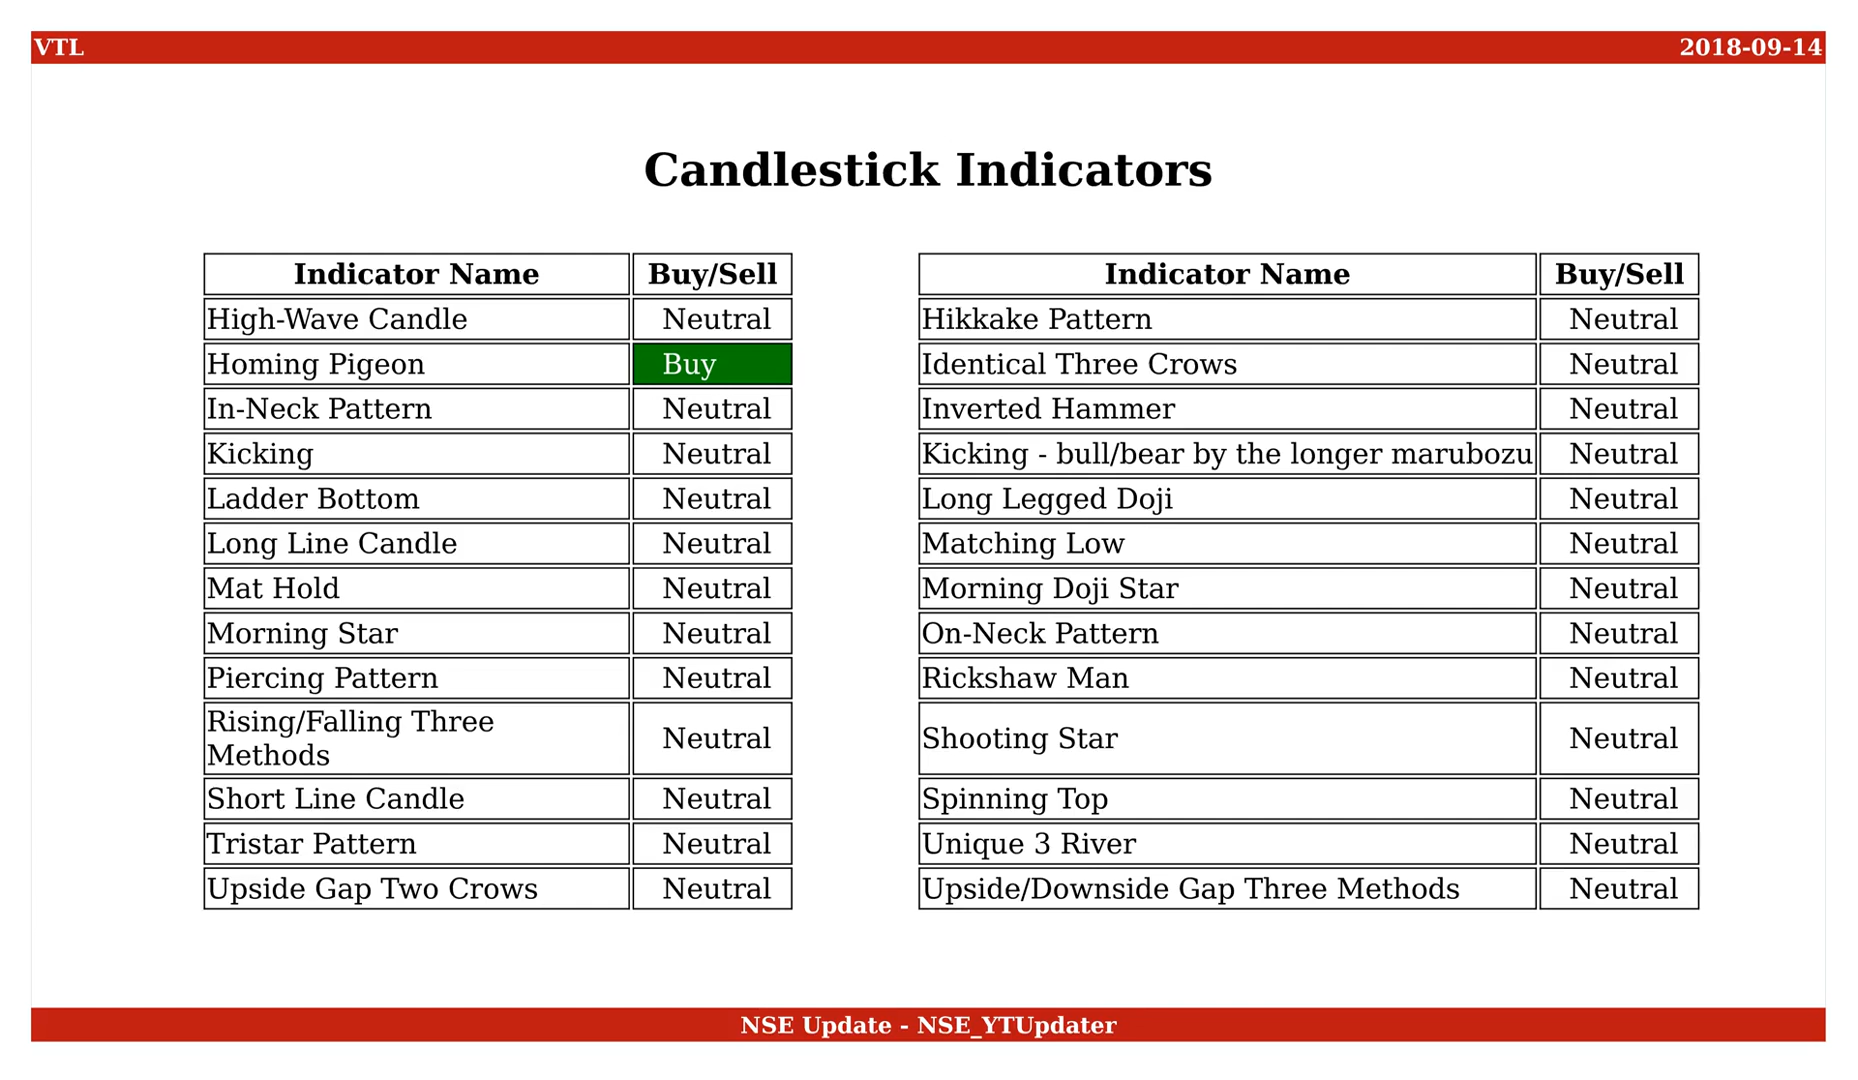 VTL
2018-09-14
Candlestick Indicators
Indicator Name Buy/Sell
High-Wave Candle Neutral
Homing Pigeon Buy
In-Neck Pattern Neutral
Kicking Neutral
Ladder Bottom Neutral
Long Line Candle Neutral
Mat Hold Neutral
Morning Star Neutral
Piercing Pattern Neutral
Rising/Falling Three
Methods Neutral
Short Line Candle Neutral
Tristar Pattern Neutral
Upside Gap Two Crows Neutral
Indicator Name Buy/Sell
Hikkake Pattern Neutral
Identical Three Crows Neutral
Inverted Hammer Neutral
Kicking - bull/bear by the longer marubozu Neutral
Long Legged Doji Neutral
Matching Low Neutral
Morning Doji Star Neutral
On-Neck Pattern Neutral
Rickshaw Man Neutral
Shooting Star Neutral
Spinning Top Neutral
Unique 3 River Neutral
Upside/Downside Gap Three Methods Neutral
NSE Update - NSE_YTUpdater